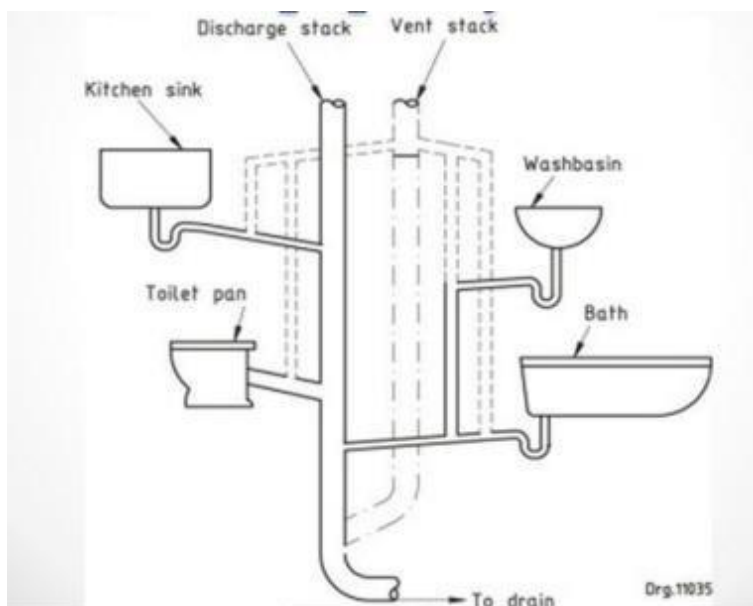 Discharge stack
Vent stack
Kitchen sink
Washbasin
Toilet pan
Bath
To drain
Drg.11035